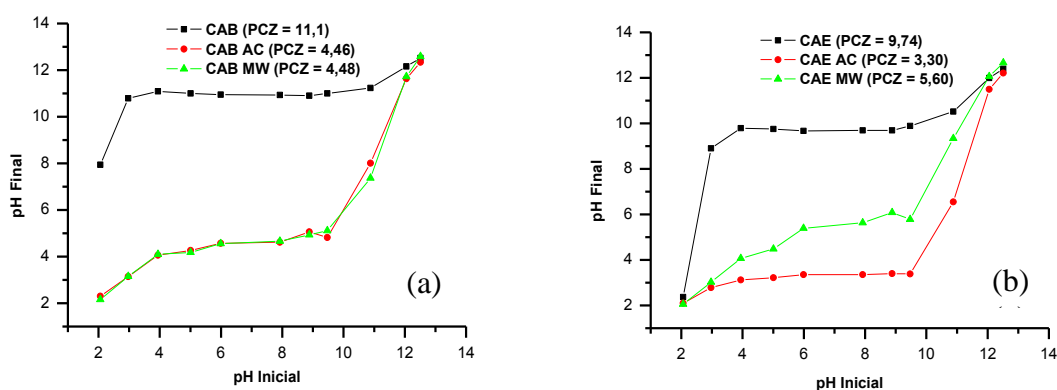 14
12
10
8
6
4
2
pH Final
CAB (PCZ = 11,1)
CAB AC (PCZ = 4,46)
CAB MW (PCZ = 4,48)
(a)
2 4 6 8 10 12 14
pH Inicial
14
12
10
8
6
4
2
pH Final
CAE (PCZ = 9,74)
CAE AC (PCZ = 3,30)
CAE MW (PCZ = 5,60)
(b)
0 2 4 6 8 10 12 14
pH Inicial